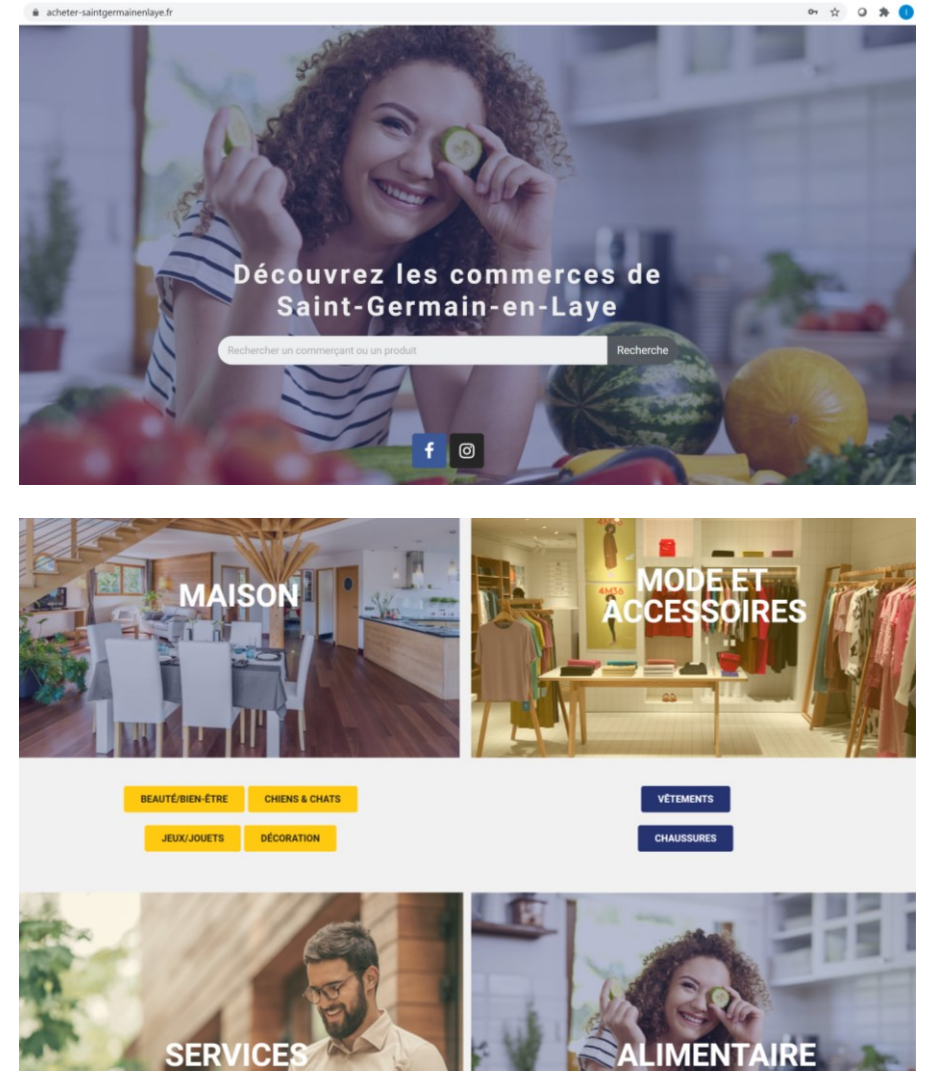 acheter-saintgermainenlaye.fr
Découvrez les commerces de
Saint-Germain-en-Laye
Rechercher un commerçant ou un produit
Recherche
MAISON
MODE ET
ACCESSOIRES
4M36
BEAUTÉ/BIEN-ÊTRE
CHIENS & CHATS
JEUX/JOUETS
DÉCORATION
VÊTEMENTS
CHAUSSURES
SERVICES
ALIMENTAIRE